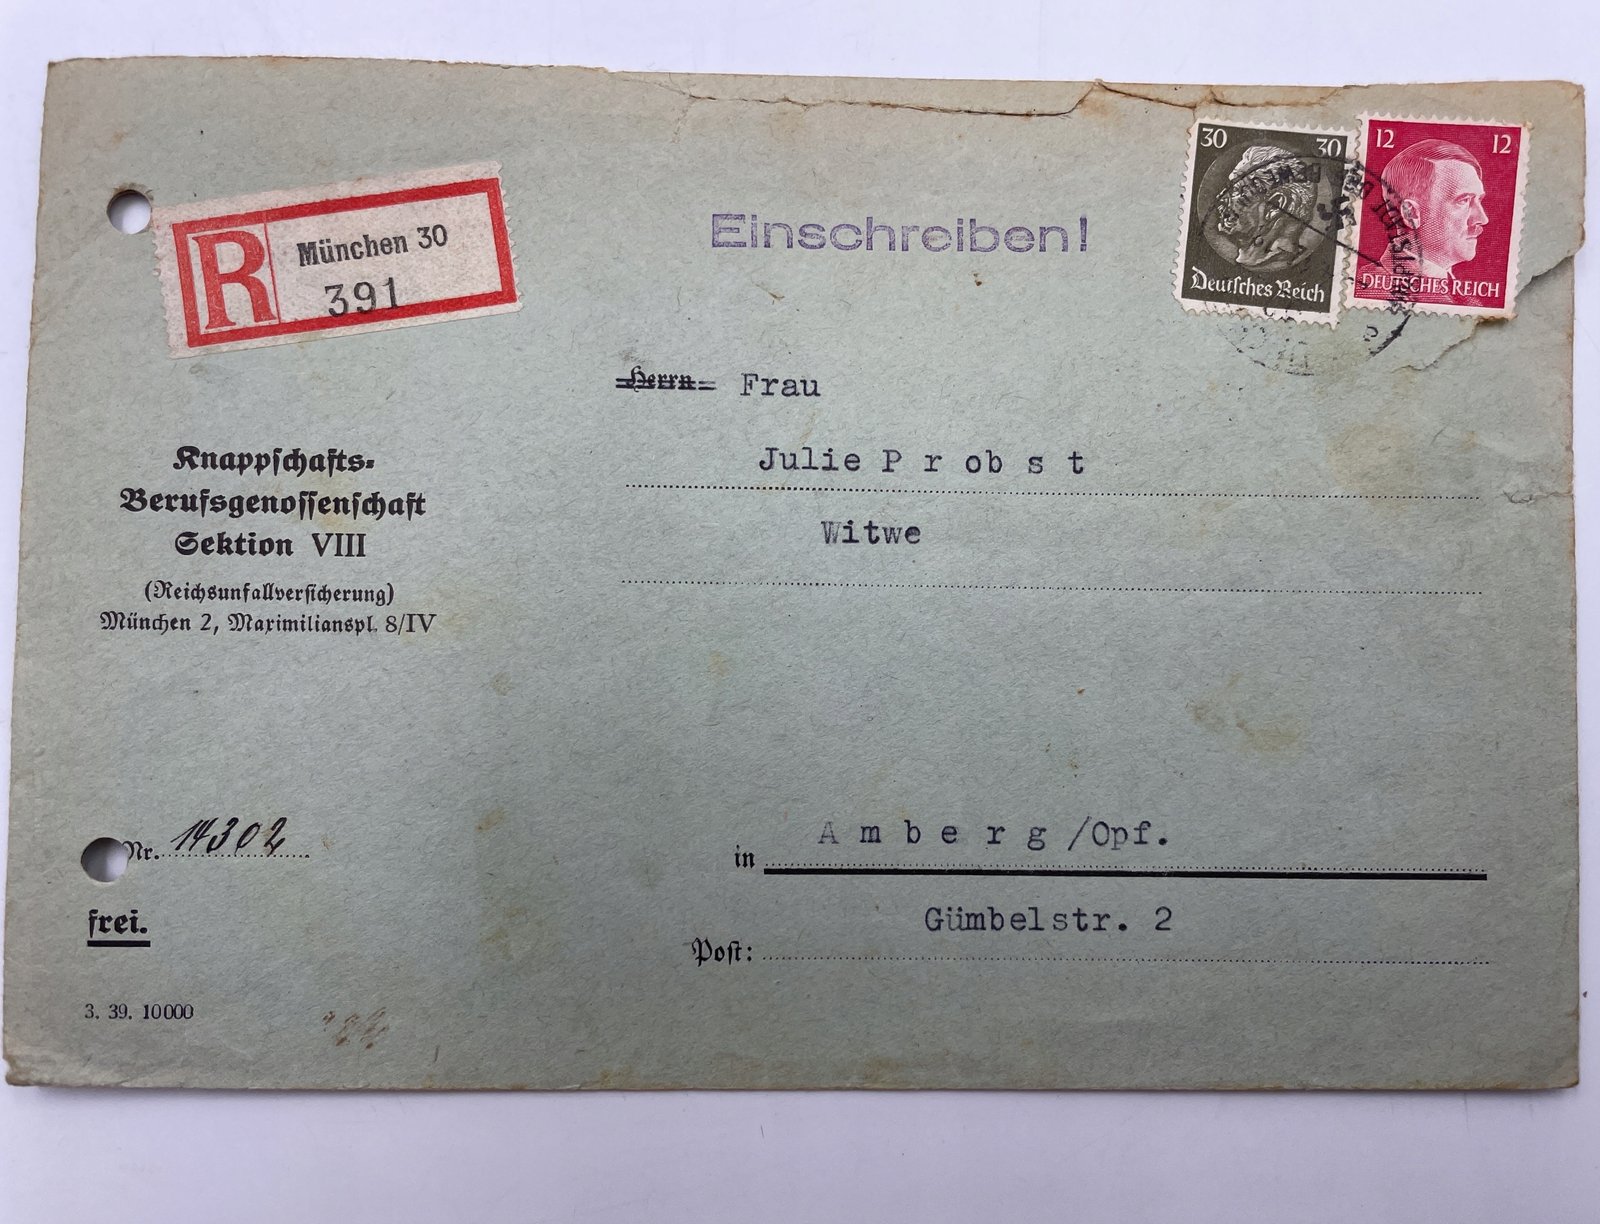 R
München 30
391
Einschreiben!
30 30
Deutsches Reich
12 12
DEUTSCHES REICH
Herrn Frau
Julie P r o b s t
Witwe
Knappschafts-
Berufsgenossenschaft
Sektion VIII
(Reichsunfallversicherung)
München 2, Maximilianspl. 8/IV
Nr. 14302
frei.
3. 39. 10000
in A m b e r g /Opf.
Gümbelstr. 2
Post: